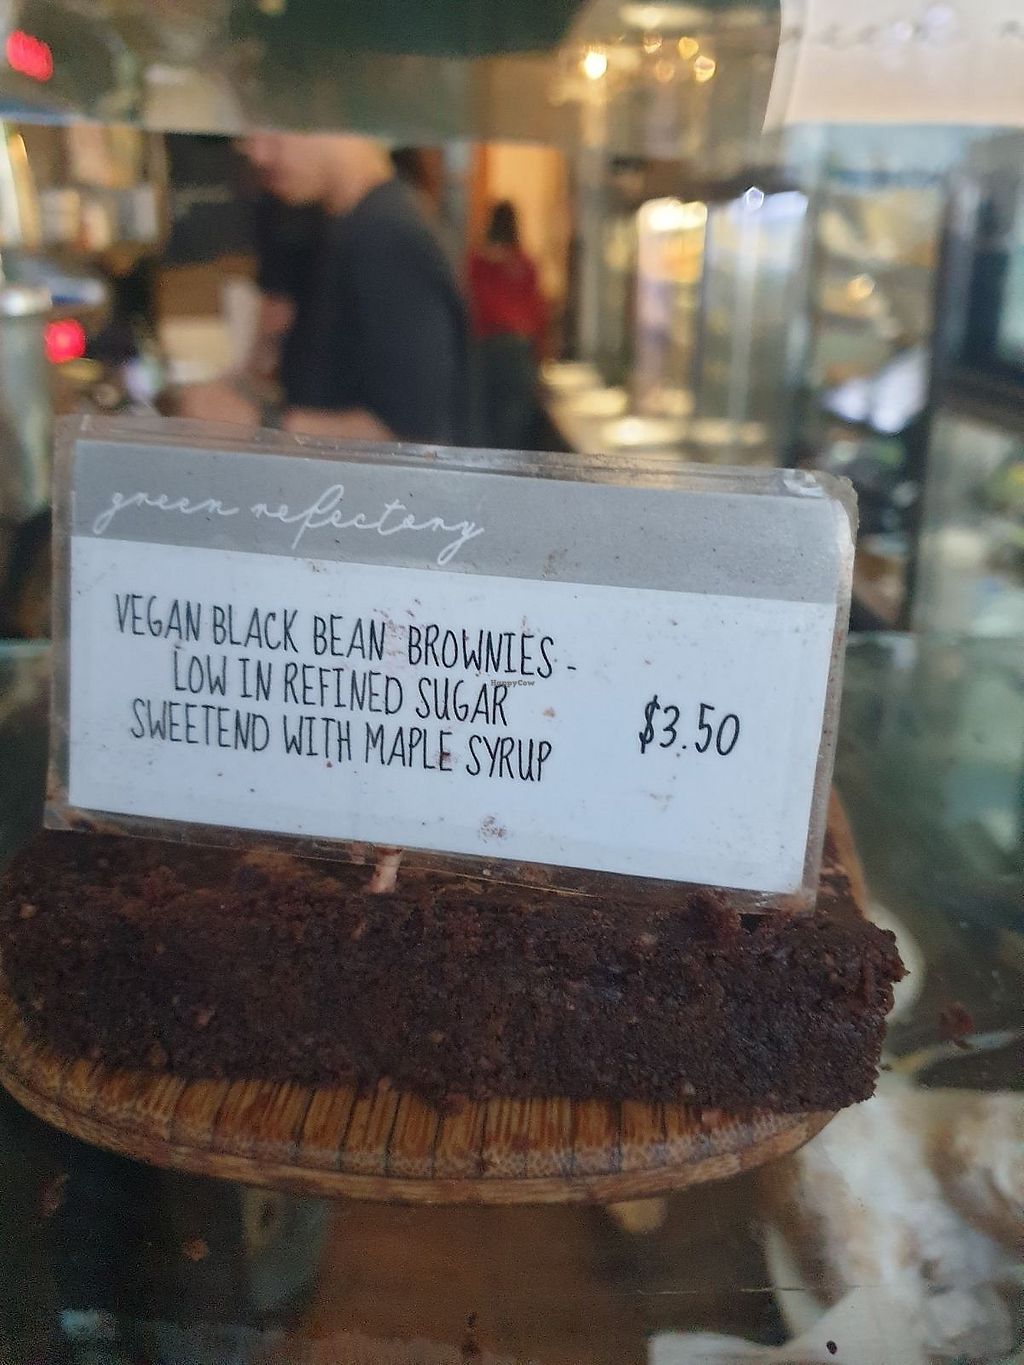 green refectory
VEGAN BLACK BEAN BROWNIES -
LOW IN REFINED SUGAR
SWEETEND WITH MAPLE SYRUP
$3.50
HappyCow